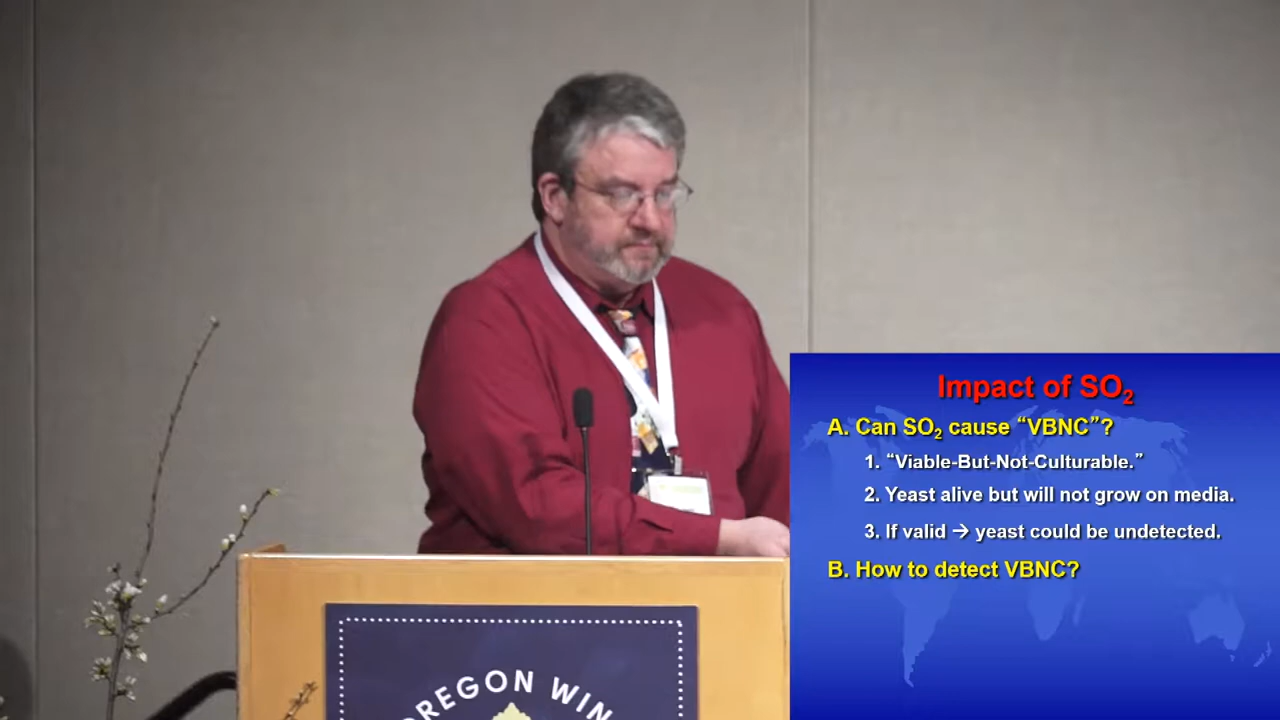 Impact of SO₂
A. Can SO₂ cause “VBNC”?
1. “Viable-But-Not-Culturable.”
2. Yeast alive but will not grow on media.
3. If valid → yeast could be undetected.
B. How to detect VBNC?
OREGON WIN